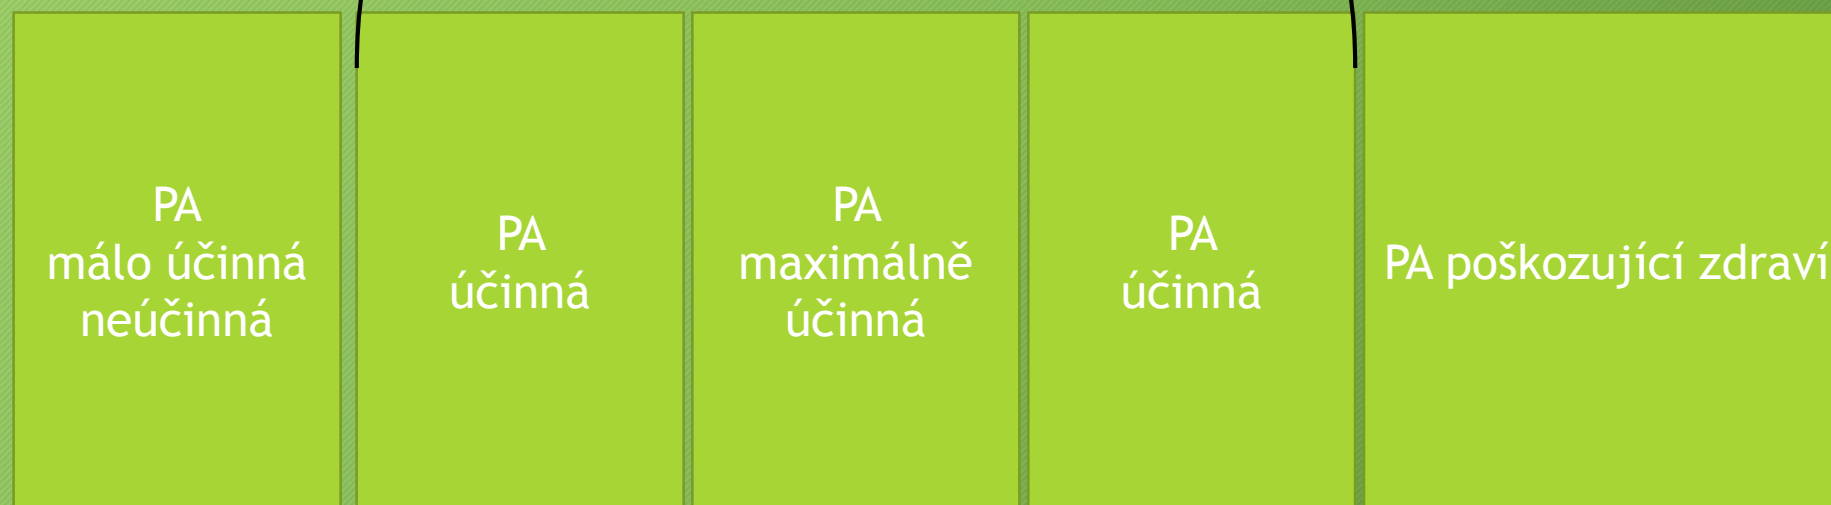 PA
málo účinná
neúčinná
PA
účinná
PA
maximálně
účinná
PA
účinná
PA poškozující zdraví